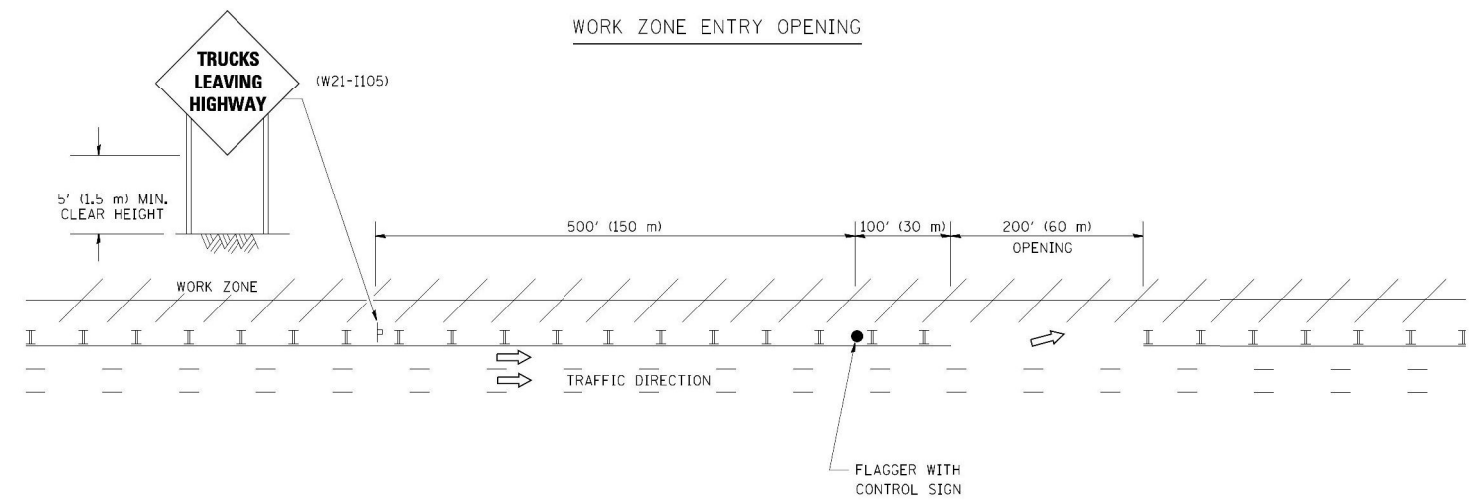 WORK ZONE ENTRY OPENING
TRUCKS
LEAVING
HIGHWAY
(W21-I105)
5' (1.5 m) MIN.
CLEAR HEIGHT
500' (150 m)
100' (30 m)
200' (60 m)
OPENING
WORK ZONE
TRAFFIC DIRECTION
FLAGGER WITH
CONTROL SIGN